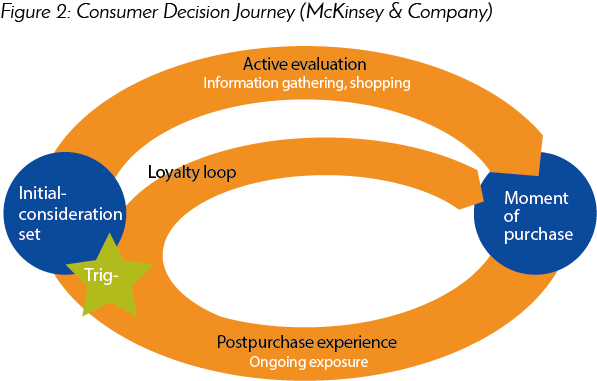 Figure 2: Consumer Decision Journey (McKinsey & Company)
Active evaluation
Information gathering, shopping
Loyalty loop
Initial-
consideration
set
Moment
of
purchase
Trig-
Postpurchase experience
Ongoing exposure